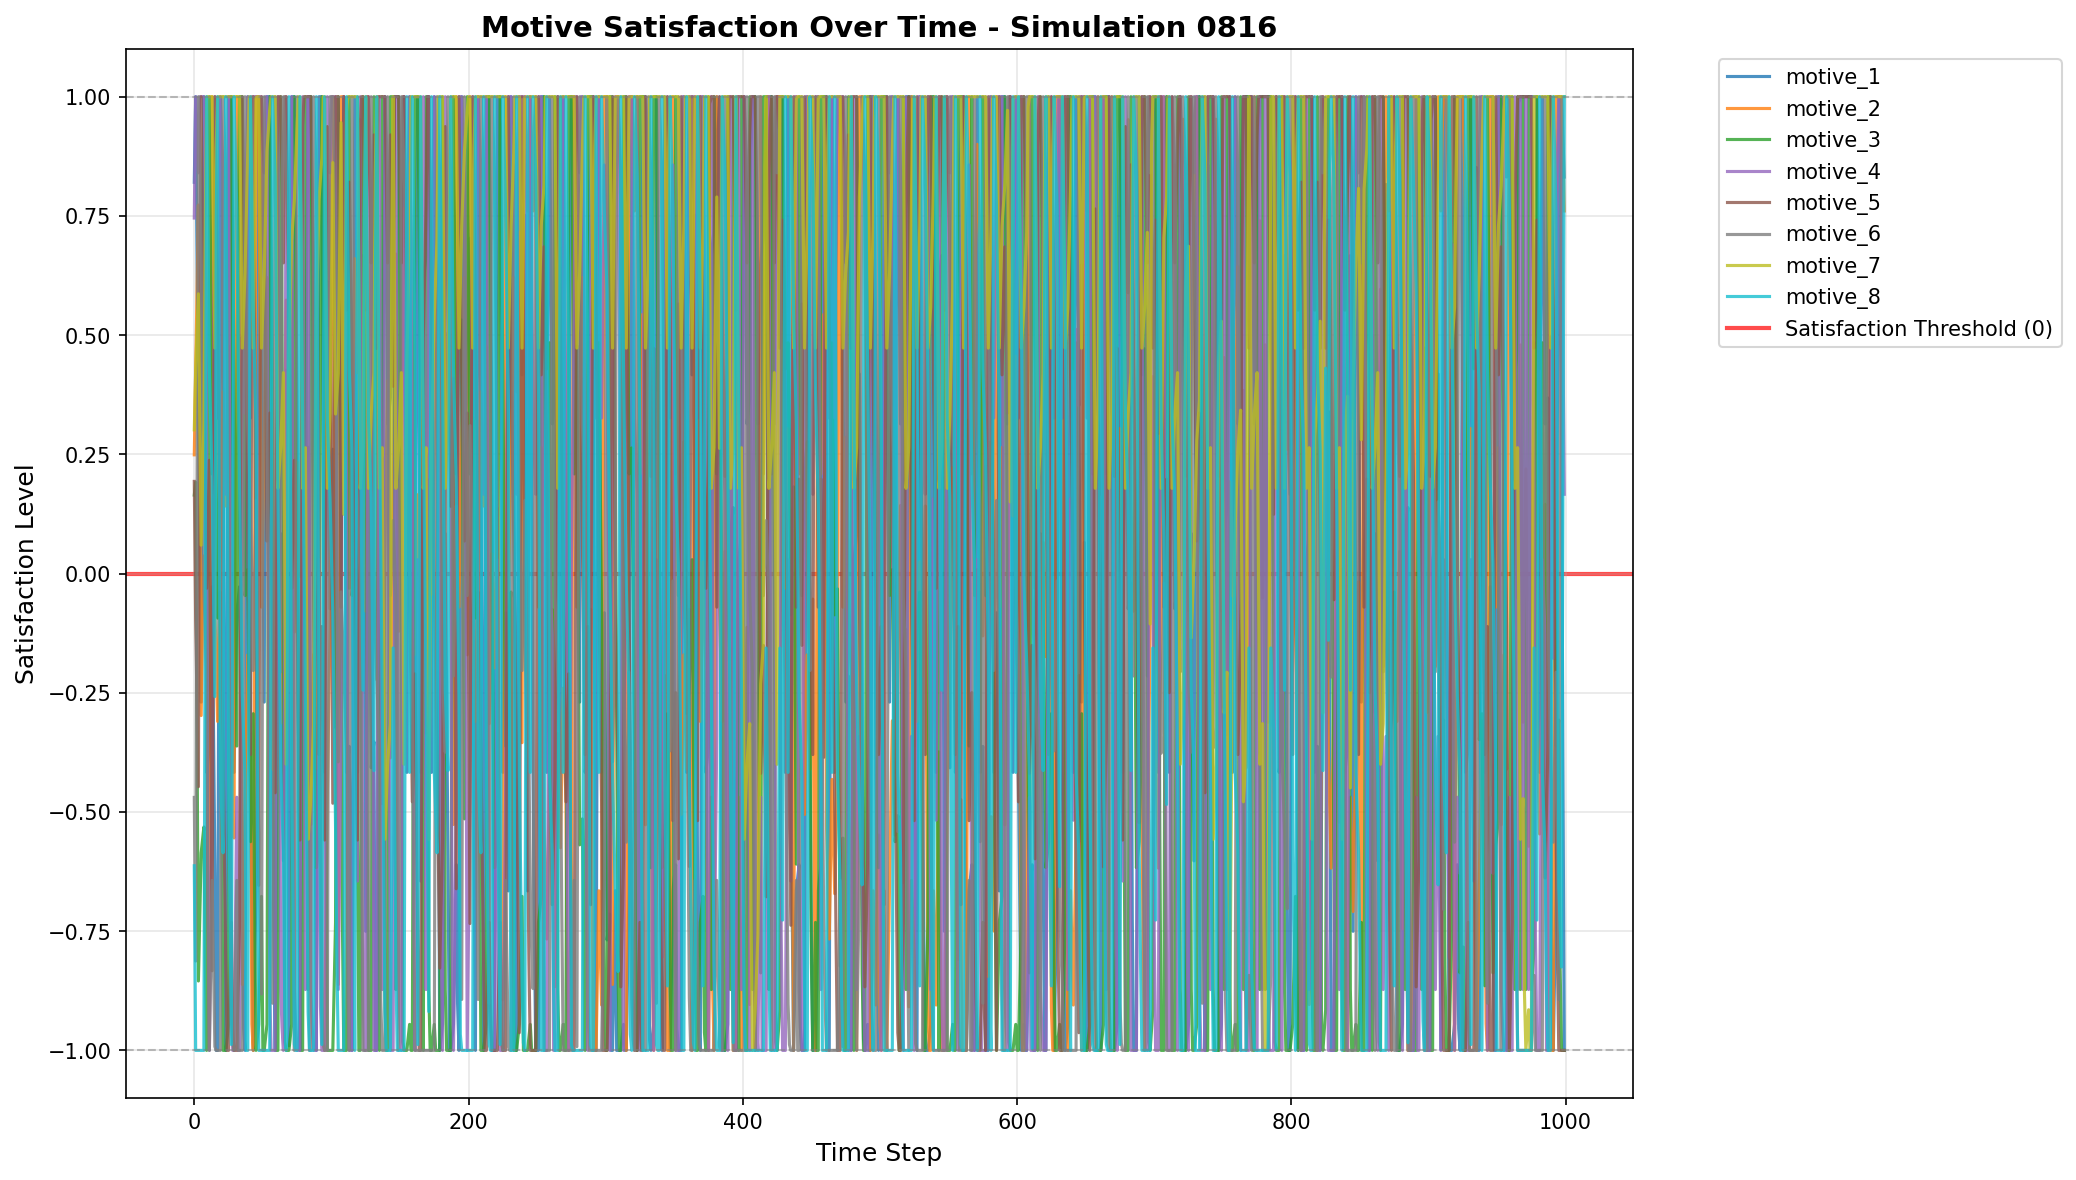 Motive Satisfaction Over Time - Simulation 0816
Satisfaction Level
1.00
0.75
0.50
0.25
0.00
−0.25
−0.50
−0.75
−1.00
0
200
400
600
800
1000
Time Step
motive_1
motive_2
motive_3
motive_4
motive_5
motive_6
motive_7
motive_8
Satisfaction Threshold (0)